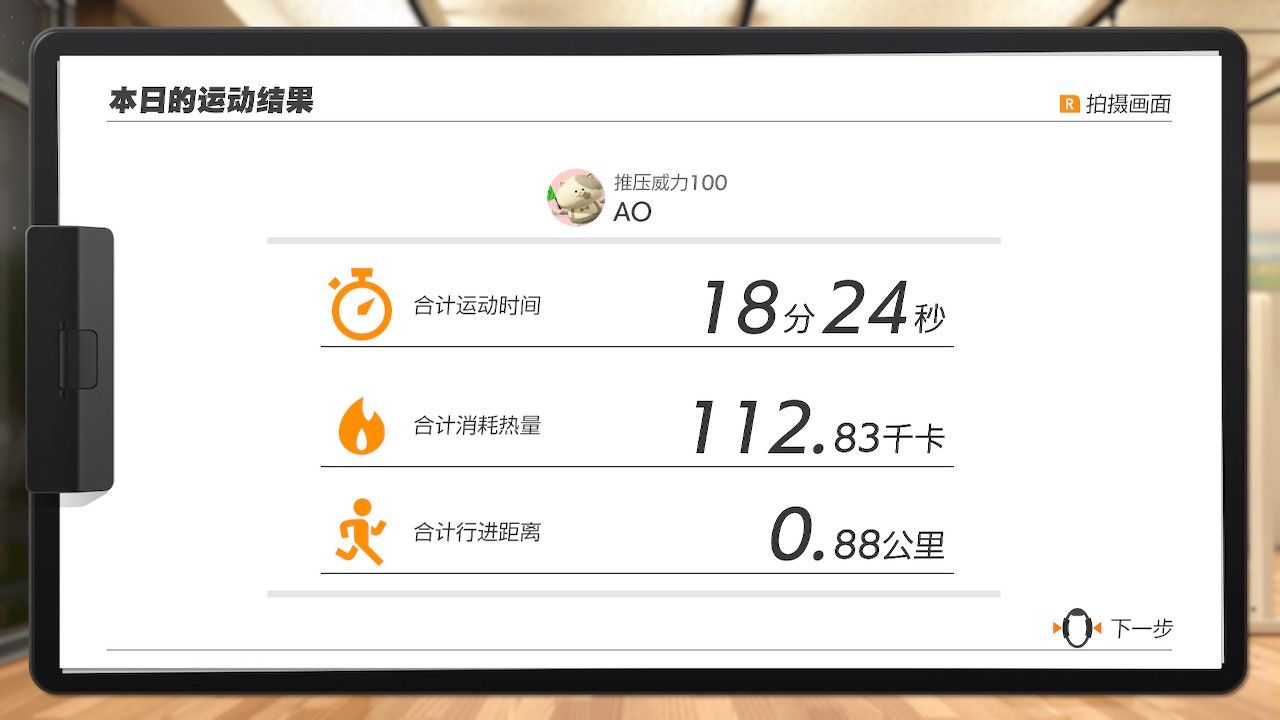 本日的运动结果
R 拍摄画面
推压威力100
AO
合计运动时间 18分24秒
合计消耗热量 112.83千卡
合计行进距离 0.88公里
下一步